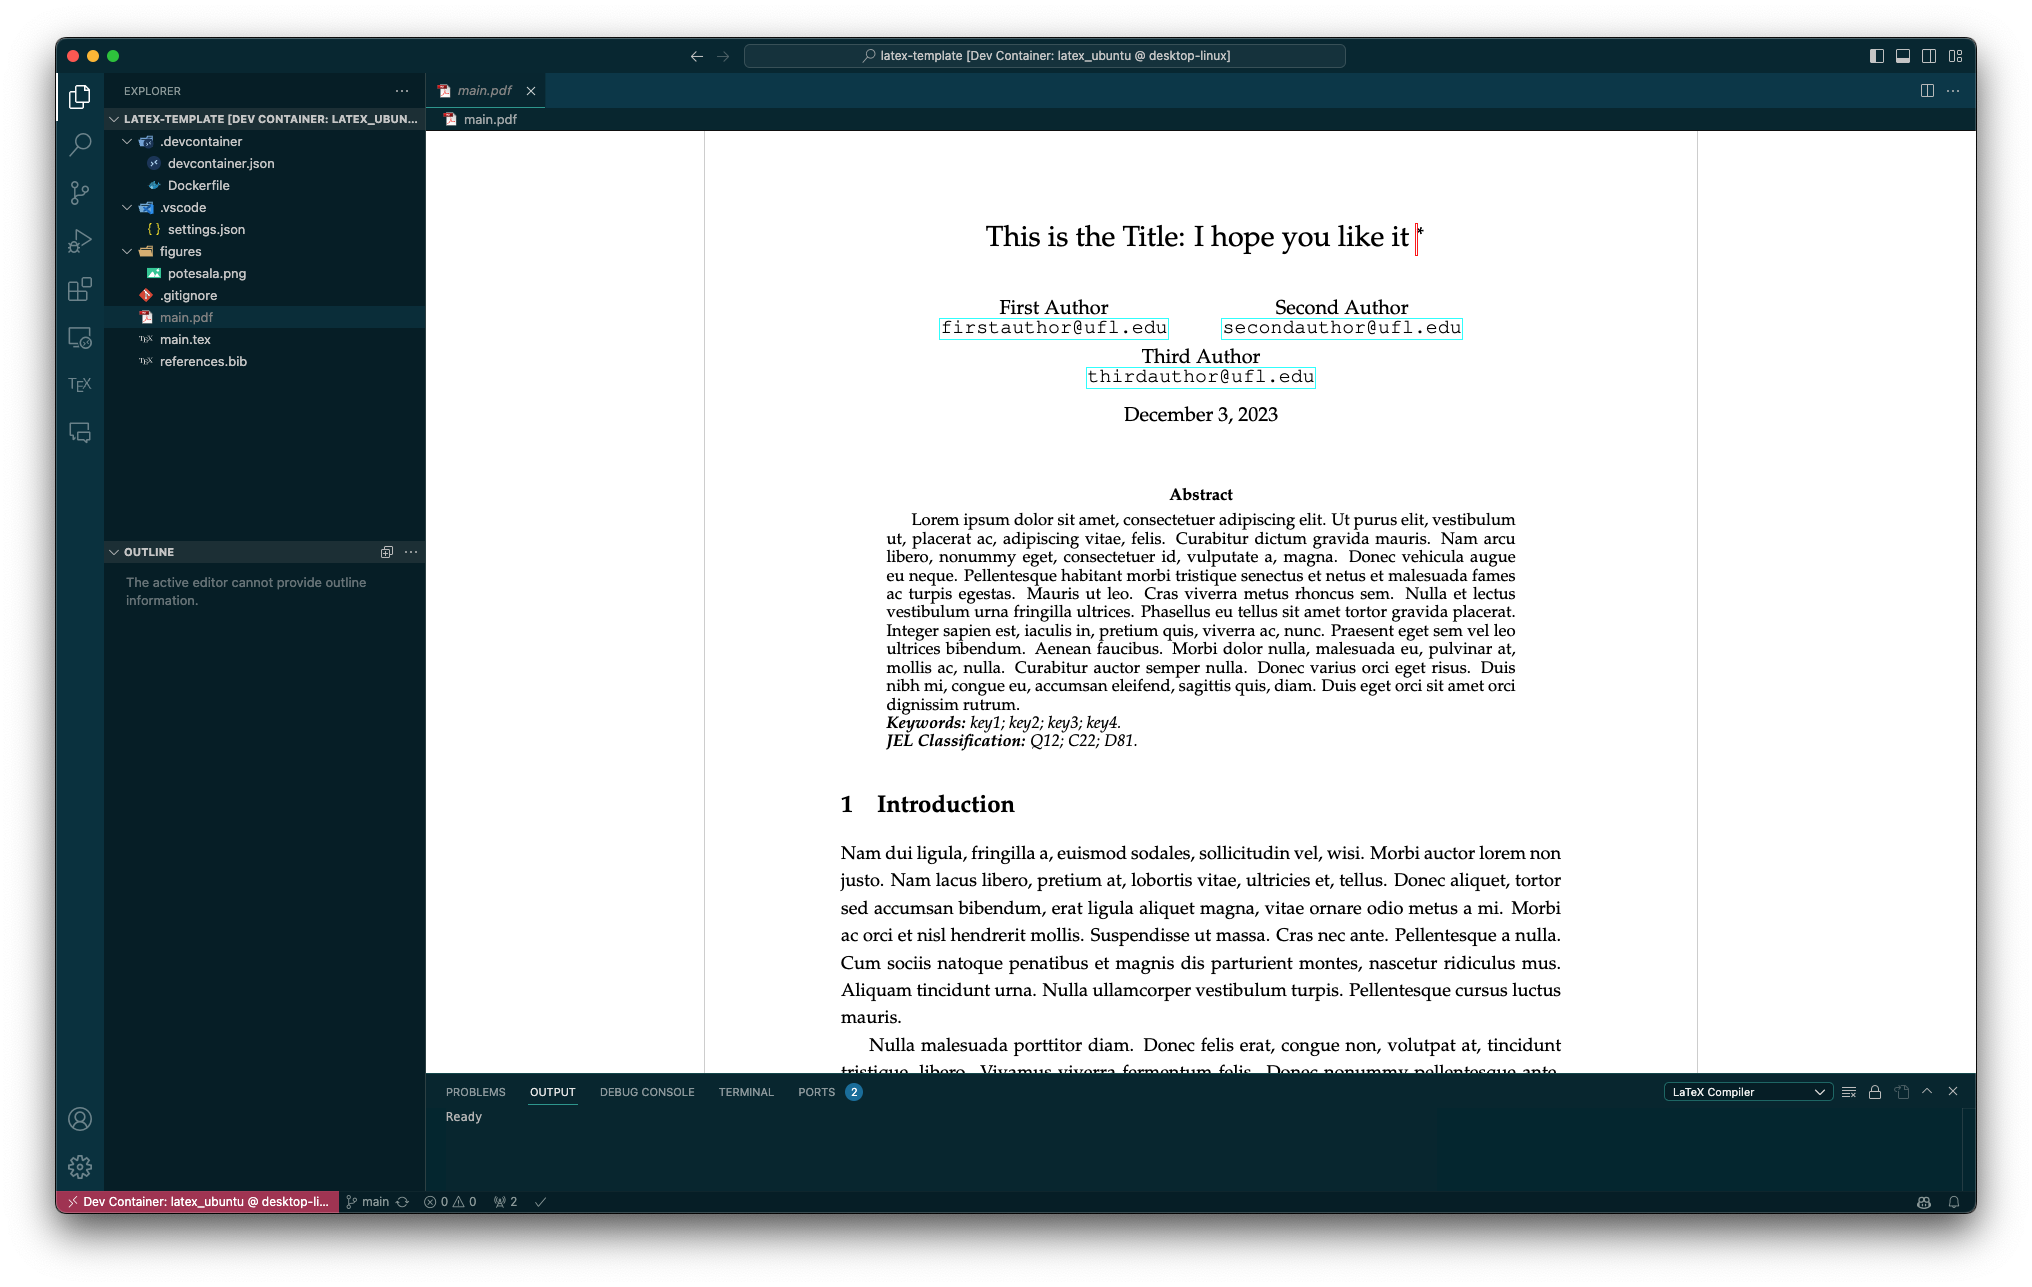 latex-template [Dev Container: latex_ubuntu @ desktop-linux]
EXPLORER
LATEX-TEMPLATE [DEV CONTAINER: LATEX_UBUN...
.devcontainer
devcontainer.json
Dockerfile
.vscode
{ } settings.json
figures
potesala.png
.gitignore
main.pdf
TEX main.tex
TEX references.bib
TEX
OUTLINE
The active editor cannot provide outline
information.
main.pdf
main.pdf
This is the Title: I hope you like it *
First Author Second Author
firstauthor@ufl.edu secondauthor@ufl.edu
Third Author
thirdauthor@ufl.edu
December 3, 2023
Abstract
Lorem ipsum dolor sit amet, consectetuer adipiscing elit. Ut purus elit, vestibulum
ut, placerat ac, adipiscing vitae, felis. Curabitur dictum gravida mauris. Nam arcu
libero, nonummy eget, consectetuer id, vulputate a, magna. Donec vehicula augue
eu neque. Pellentesque habitant morbi tristique senectus et netus et malesuada fames
ac turpis egestas. Mauris ut leo. Cras viverra metus rhoncus sem. Nulla et lectus
vestibulum urna fringilla ultrices. Phasellus eu tellus sit amet tortor gravida placerat.
Integer sapien est, iaculis in, pretium quis, viverra ac, nunc. Praesent eget sem vel leo
ultrices bibendum. Aenean faucibus. Morbi dolor nulla, malesuada eu, pulvinar at,
mollis ac, nulla. Curabitur auctor semper nulla. Donec varius orci eget risus. Duis
nibh mi, congue eu, accumsan eleifend, sagittis quis, diam. Duis eget orci sit amet orci
dignissim rutrum.
Keywords: key1; key2; key3; key4.
JEL Classification: Q12; C22; D81.
1 Introduction
Nam dui ligula, fringilla a, euismod sodales, sollicitudin vel, wisi. Morbi auctor lorem non
justo. Nam lacus libero, pretium at, lobortis vitae, ultricies et, tellus. Donec aliquet, tortor
sed accumsan bibendum, erat ligula aliquet magna, vitae ornare odio metus a mi. Morbi
ac orci et nisl hendrerit mollis. Suspendisse ut massa. Cras nec ante. Pellentesque a nulla.
Cum sociis natoque penatibus et magnis dis parturient montes, nascetur ridiculus mus.
Aliquam tincidunt urna. Nulla ullamcorper vestibulum turpis. Pellentesque cursus luctus
mauris.
Nulla malesuada porttitor diam. Donec felis erat, congue non, volutpat at, tincidunt
tristique, libero. Vivamus viverra fermentum felis. Donec nonummy pellentesque ante.
PROBLEMS OUTPUT DEBUG CONSOLE TERMINAL PORTS 2 LaTeX Compiler
Ready
Dev Container: latex_ubuntu @ desktop-li... main 0 0 2